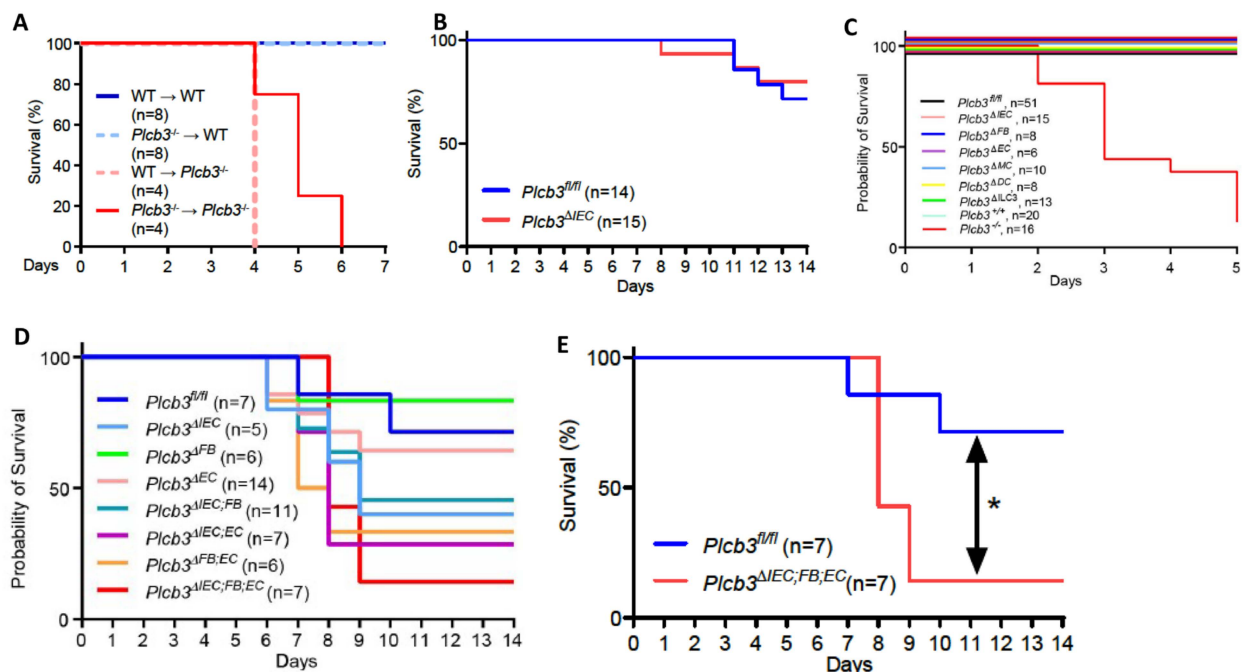 A
Survival (%)
100
80
60
40
20
0
WT → WT
(n=8)
Plcb3-/- → WT
(n=8)
WT → Plcb3-/-
(n=4)
Plcb3-/- → Plcb3-/-
(n=4)
Days
0 1 2 3 4 5 6 7
B
Survival (%)
100
50
0
Plcb3fl/fl (n=14)
Plcb3ΔIEC (n=15)
0 1 2 3 4 5 6 7 8 9 10 11 12 13 14
Days
C
Probability of Survival
100
50
0
Plcb3fl/fl, n=51
Plcb3ΔIEC, n=15
Plcb3ΔFB, n=8
Plcb3ΔEC, n=6
Plcb3ΔMC, n=10
Plcb3ΔDC, n=8
Plcb3ΔILC3, n=13
Plcb3+/+, n=20
Plcb3-/-, n=16
0 1 2 3 4 5
Days
D
Probability of Survival
100
50
0
Plcb3fl/fl (n=7)
Plcb3ΔIEC (n=5)
Plcb3ΔFB (n=6)
Plcb3ΔEC (n=14)
Plcb3ΔIEC;FB (n=11)
Plcb3ΔIEC;EC (n=7)
Plcb3ΔFB;EC (n=6)
Plcb3ΔIEC;FB;EC (n=7)
0 1 2 3 4 5 6 7 8 9 10 11 12 13 14
Days
E
Survival (%)
100
50
0
*
Plcb3fl/fl (n=7)
Plcb3ΔIEC;FB;EC (n=7)
0 1 2 3 4 5 6 7 8 9 10 11 12 13 14
Days